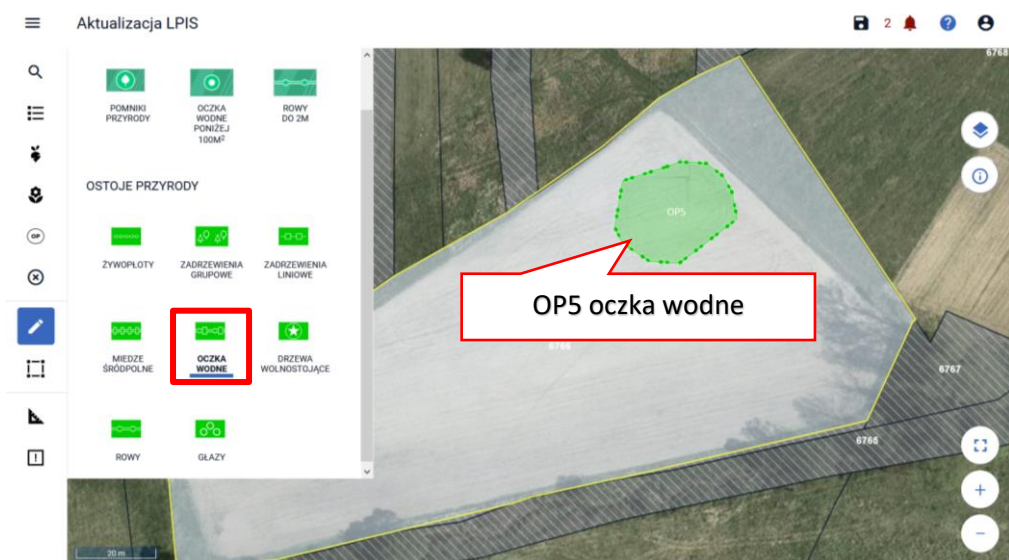 Aktualizacja LPIS
2
6768
POMNIKI
PRZYRODY
OCZKA
WODNE
PONIŻEJ
100M²
ROWY
DO 2M
OSTOJE PRZYRODY
OP
ŻYWOPŁOTY
ZADRZEWIENIA
GRUPOWE
ZADRZEWIENIA
LINIOWE
MIEDZE
ŚRÓDPOLNE
OCZKA
WODNE
DRZEWA
WOLNOSTOJĄCE
ROWY
GŁAZY
OP5
OP5 oczka wodne
6766
6767
6765
20 m